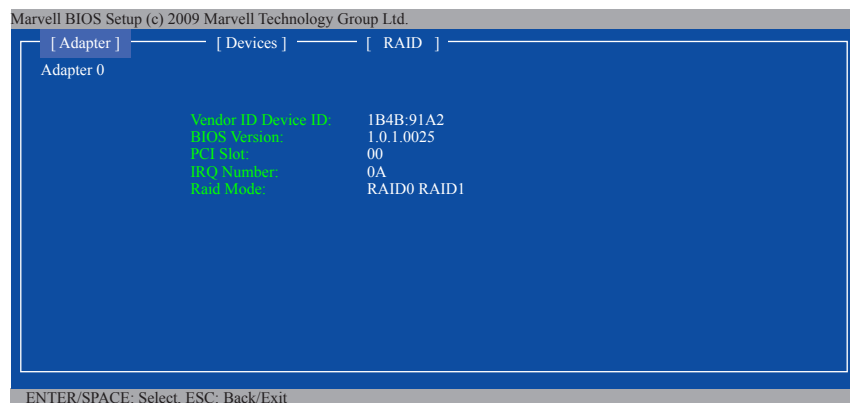 Marvell BIOS Setup (c) 2009 Marvell Technology Group Ltd.
[ Adapter ] [ Devices ] [ RAID ]
Adapter 0
Vendor ID Device ID: 1B4B:91A2
BIOS Version: 1.0.1.0025
PCI Slot: 00
IRQ Number: 0A
Raid Mode: RAID0 RAID1
ENTER/SPACE: Select, ESC: Back/Exit